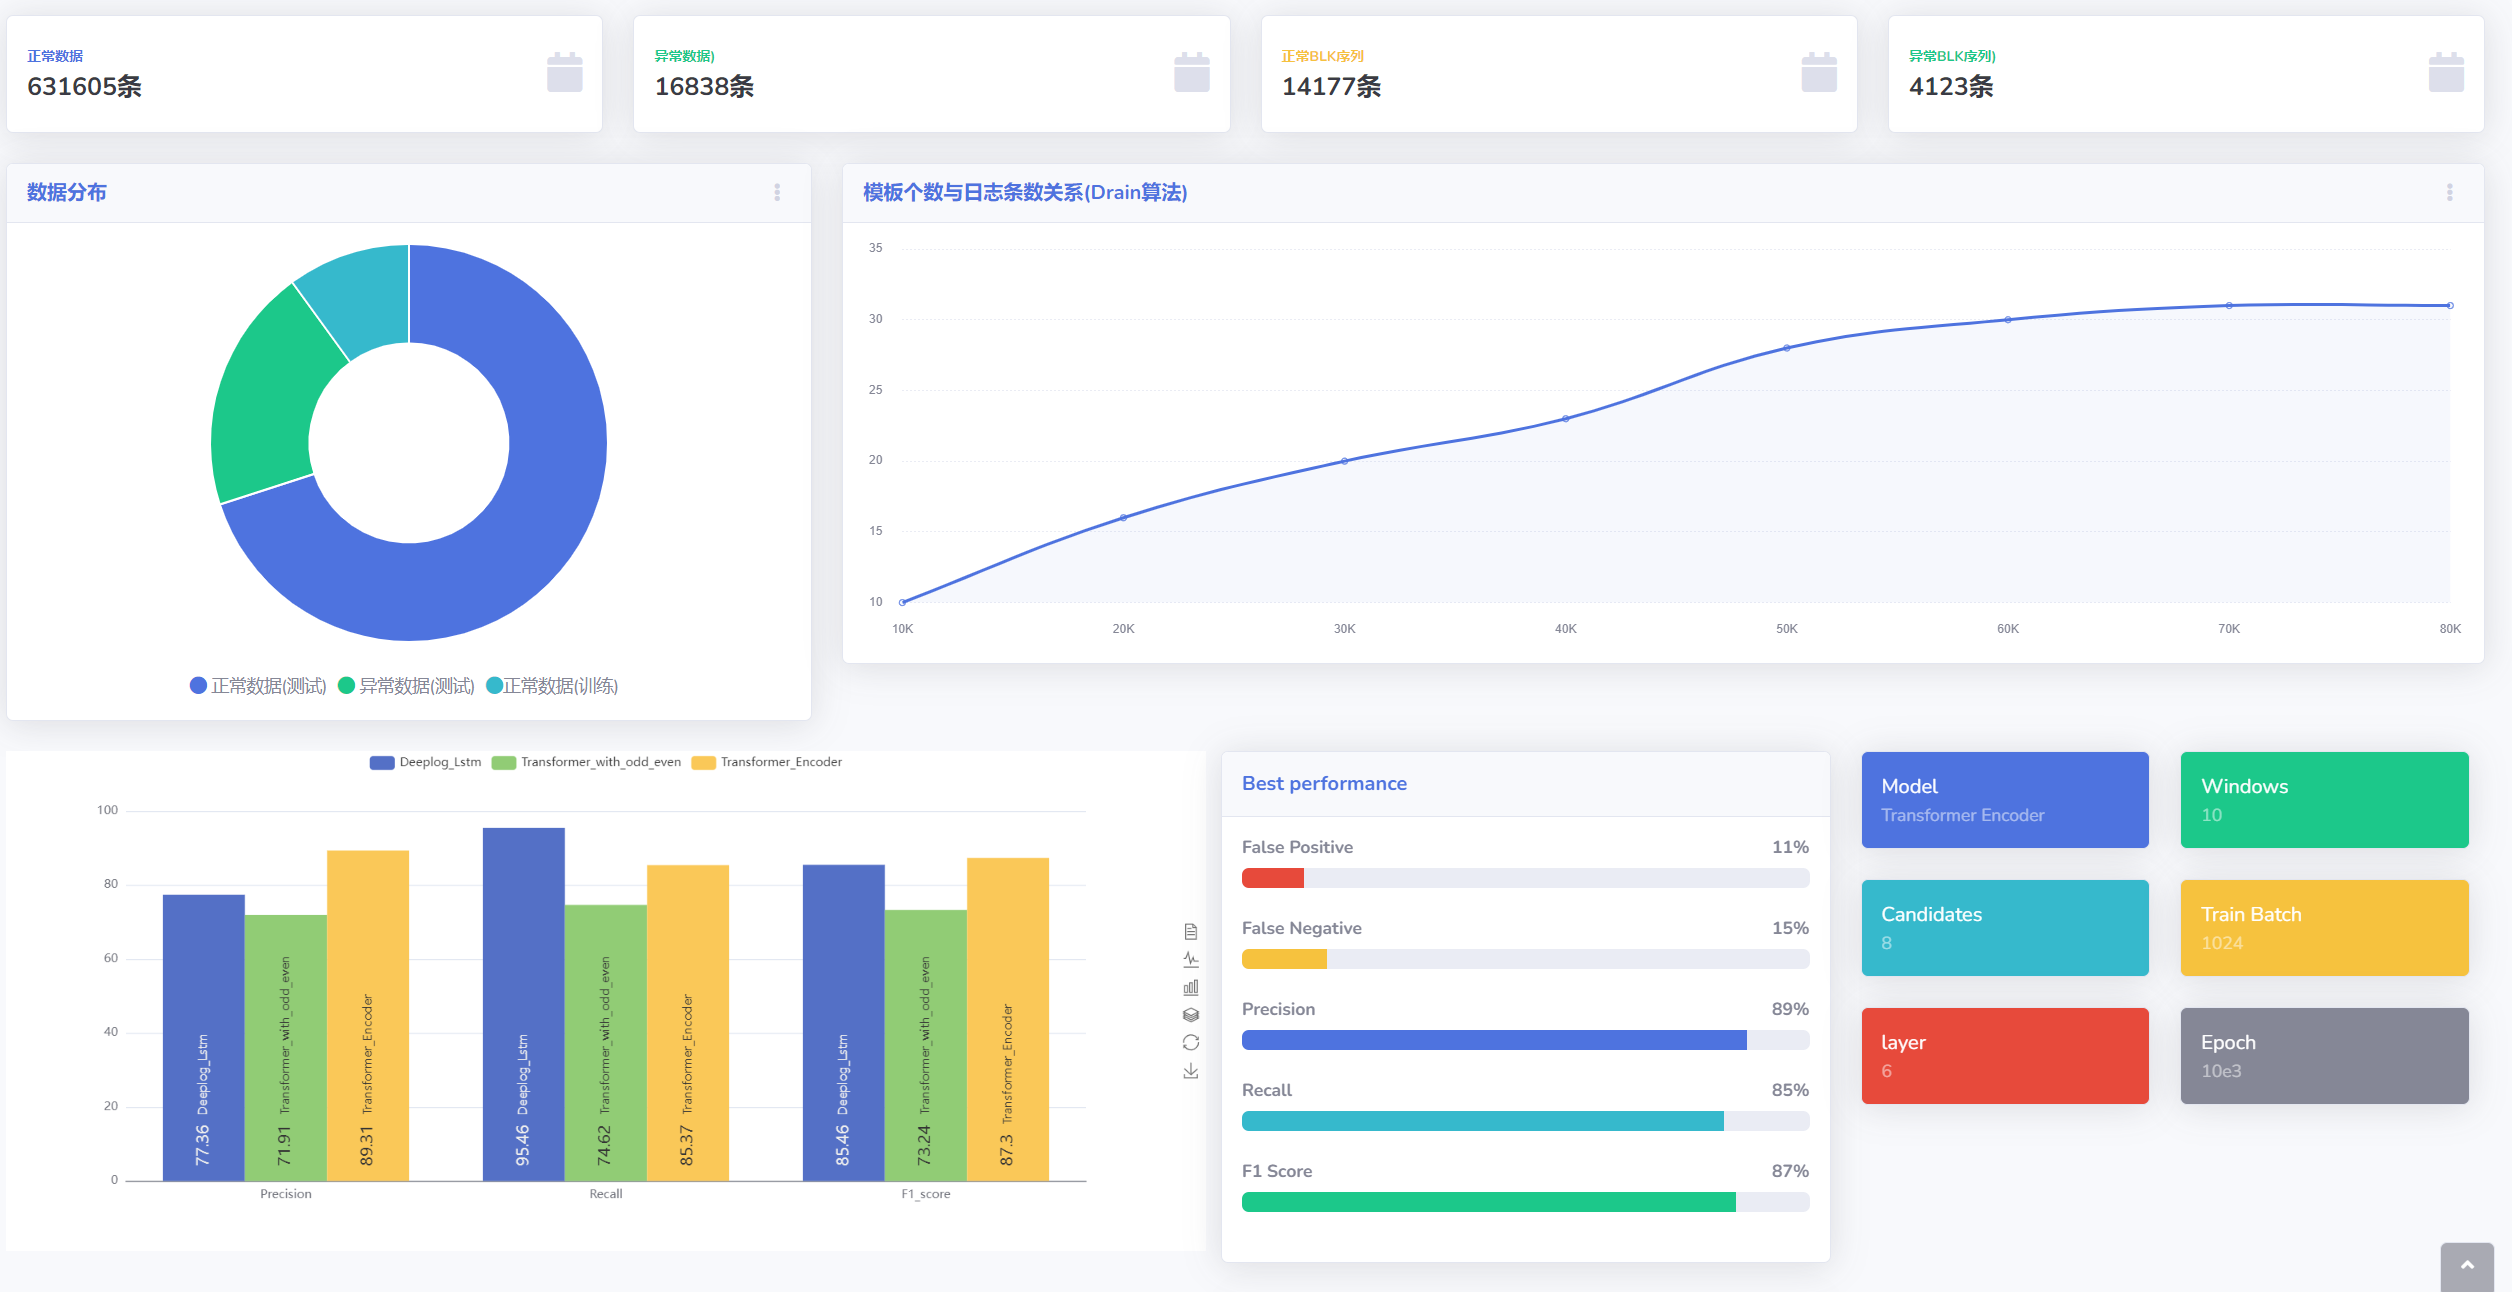 正常数据
631605条
异常数据)
16838条
正常BLK序列
14177条
异常BLK序列)
4123条
数据分布
正常数据(测试) 异常数据(测试) 正常数据(训练)
模板个数与日志条数关系(Drain算法)
35
30
25
20
15
10
10K 20K 30K 40K 50K 60K 70K 80K
Deeplog_Lstm Transformer_with_odd_even Transformer_Encoder
100
80
60
40
20
0
77.36 Deeplog_Lstm
71.91 Transformer_with_odd_even
89.31 Transformer_Encoder
95.46 Deeplog_Lstm
74.62 Transformer_with_odd_even
85.37 Transformer_Encoder
85.46 Deeplog_Lstm
73.24 Transformer_with_odd_even
87.3 Transformer_Encoder
Precision Recall F1_score
Best performance
False Positive 11%
False Negative 15%
Precision 89%
Recall 85%
F1 Score 87%
Model
Transformer Encoder
Windows
10
Candidates
8
Train Batch
1024
layer
6
Epoch
10e3